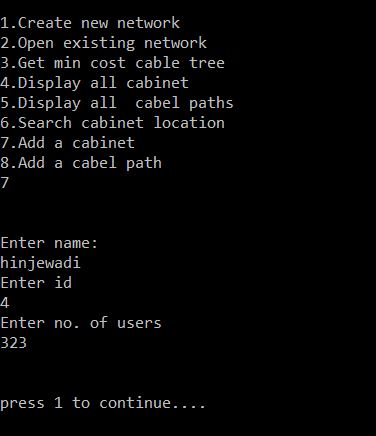 1.Create new network
2.Open existing network
3.Get min cost cable tree
4.Display all cabinet
5.Display all  cabel paths
6.Search cabinet location
7.Add a cabinet
8.Add a cabel path
7
Enter name:
hinjewadi
Enter id
4
Enter no. of users
323
press 1 to continue....